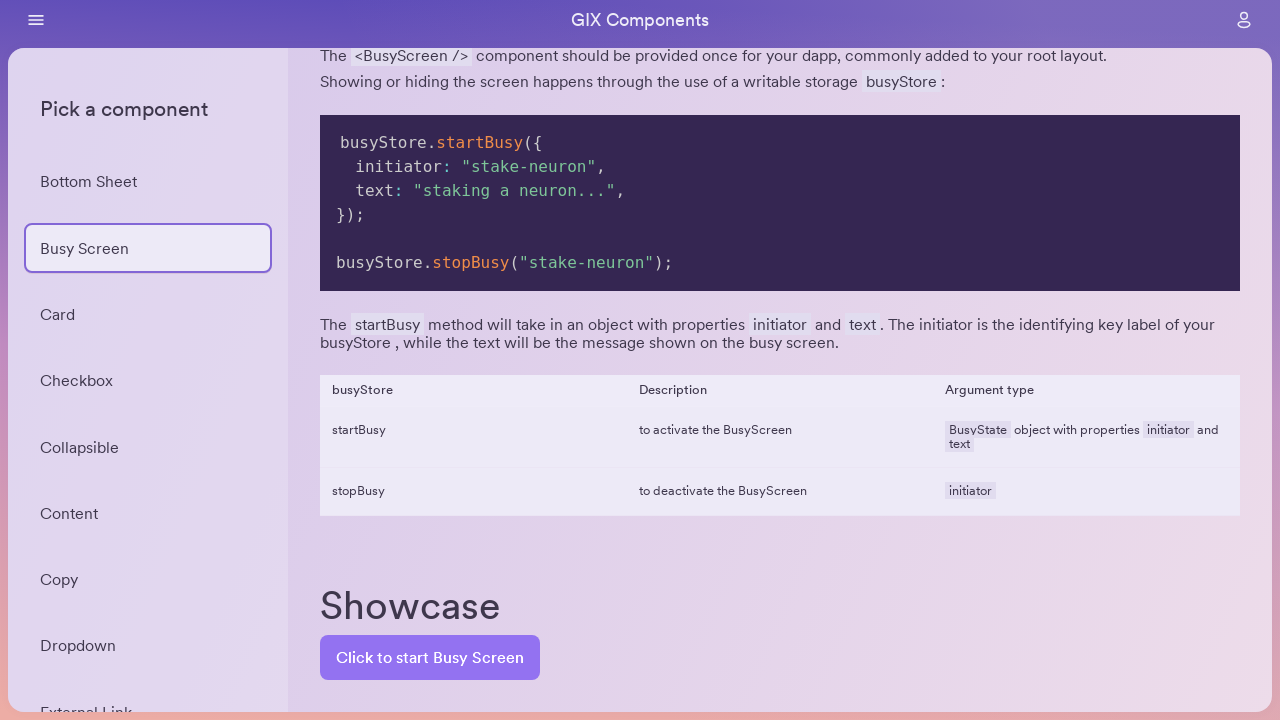 GIX Components
Pick a component
Bottom Sheet
Busy Screen
Card
Checkbox
Collapsible
Content
Copy
Dropdown
External Link
The <BusyScreen /> component should be provided once for your dapp, commonly added to your root layout.
Showing or hiding the screen happens through the use of a writable storage busyStore :
busyStore.startBusy({
initiator: "stake-neuron",
text: "staking a neuron...",
});
busyStore.stopBusy("stake-neuron");
The startBusy method will take in an object with properties initiator and text . The initiator is the identifying key label of your
busyStore , while the text will be the message shown on the busy screen.
busyStore Description Argument type
startBusy to activate the BusyScreen BusyState object with properties initiator and
text
stopBusy to deactivate the BusyScreen initiator
Showcase
Click to start Busy Screen